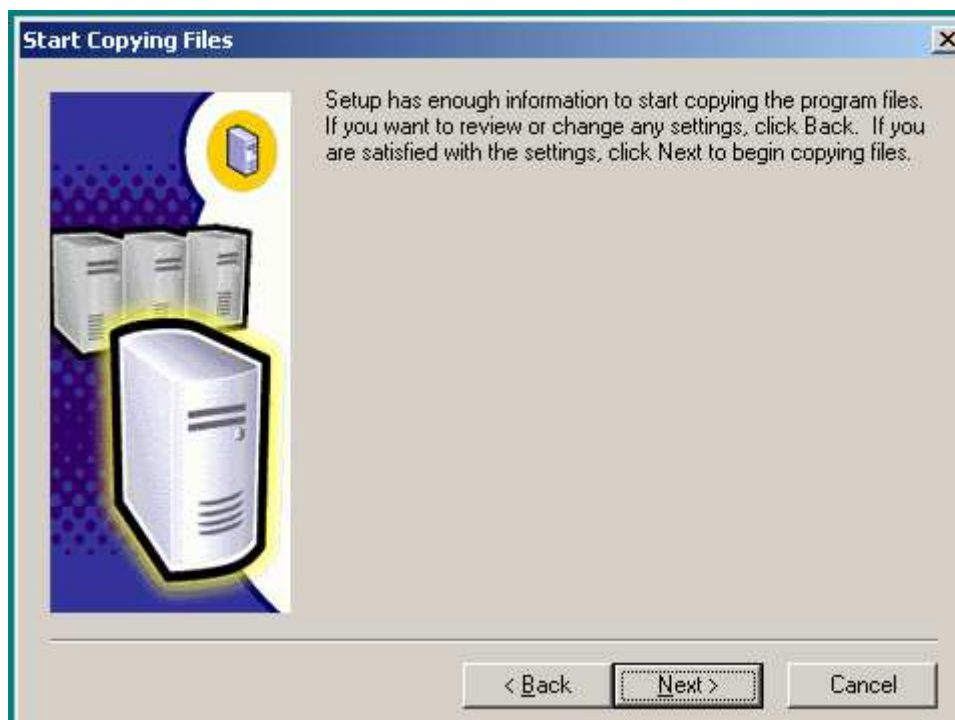 Start Copying Files
Setup has enough information to start copying the program files.
If you want to review or change any settings, click Back. If you
are satisfied with the settings, click Next to begin copying files.
< Back
Next >
Cancel